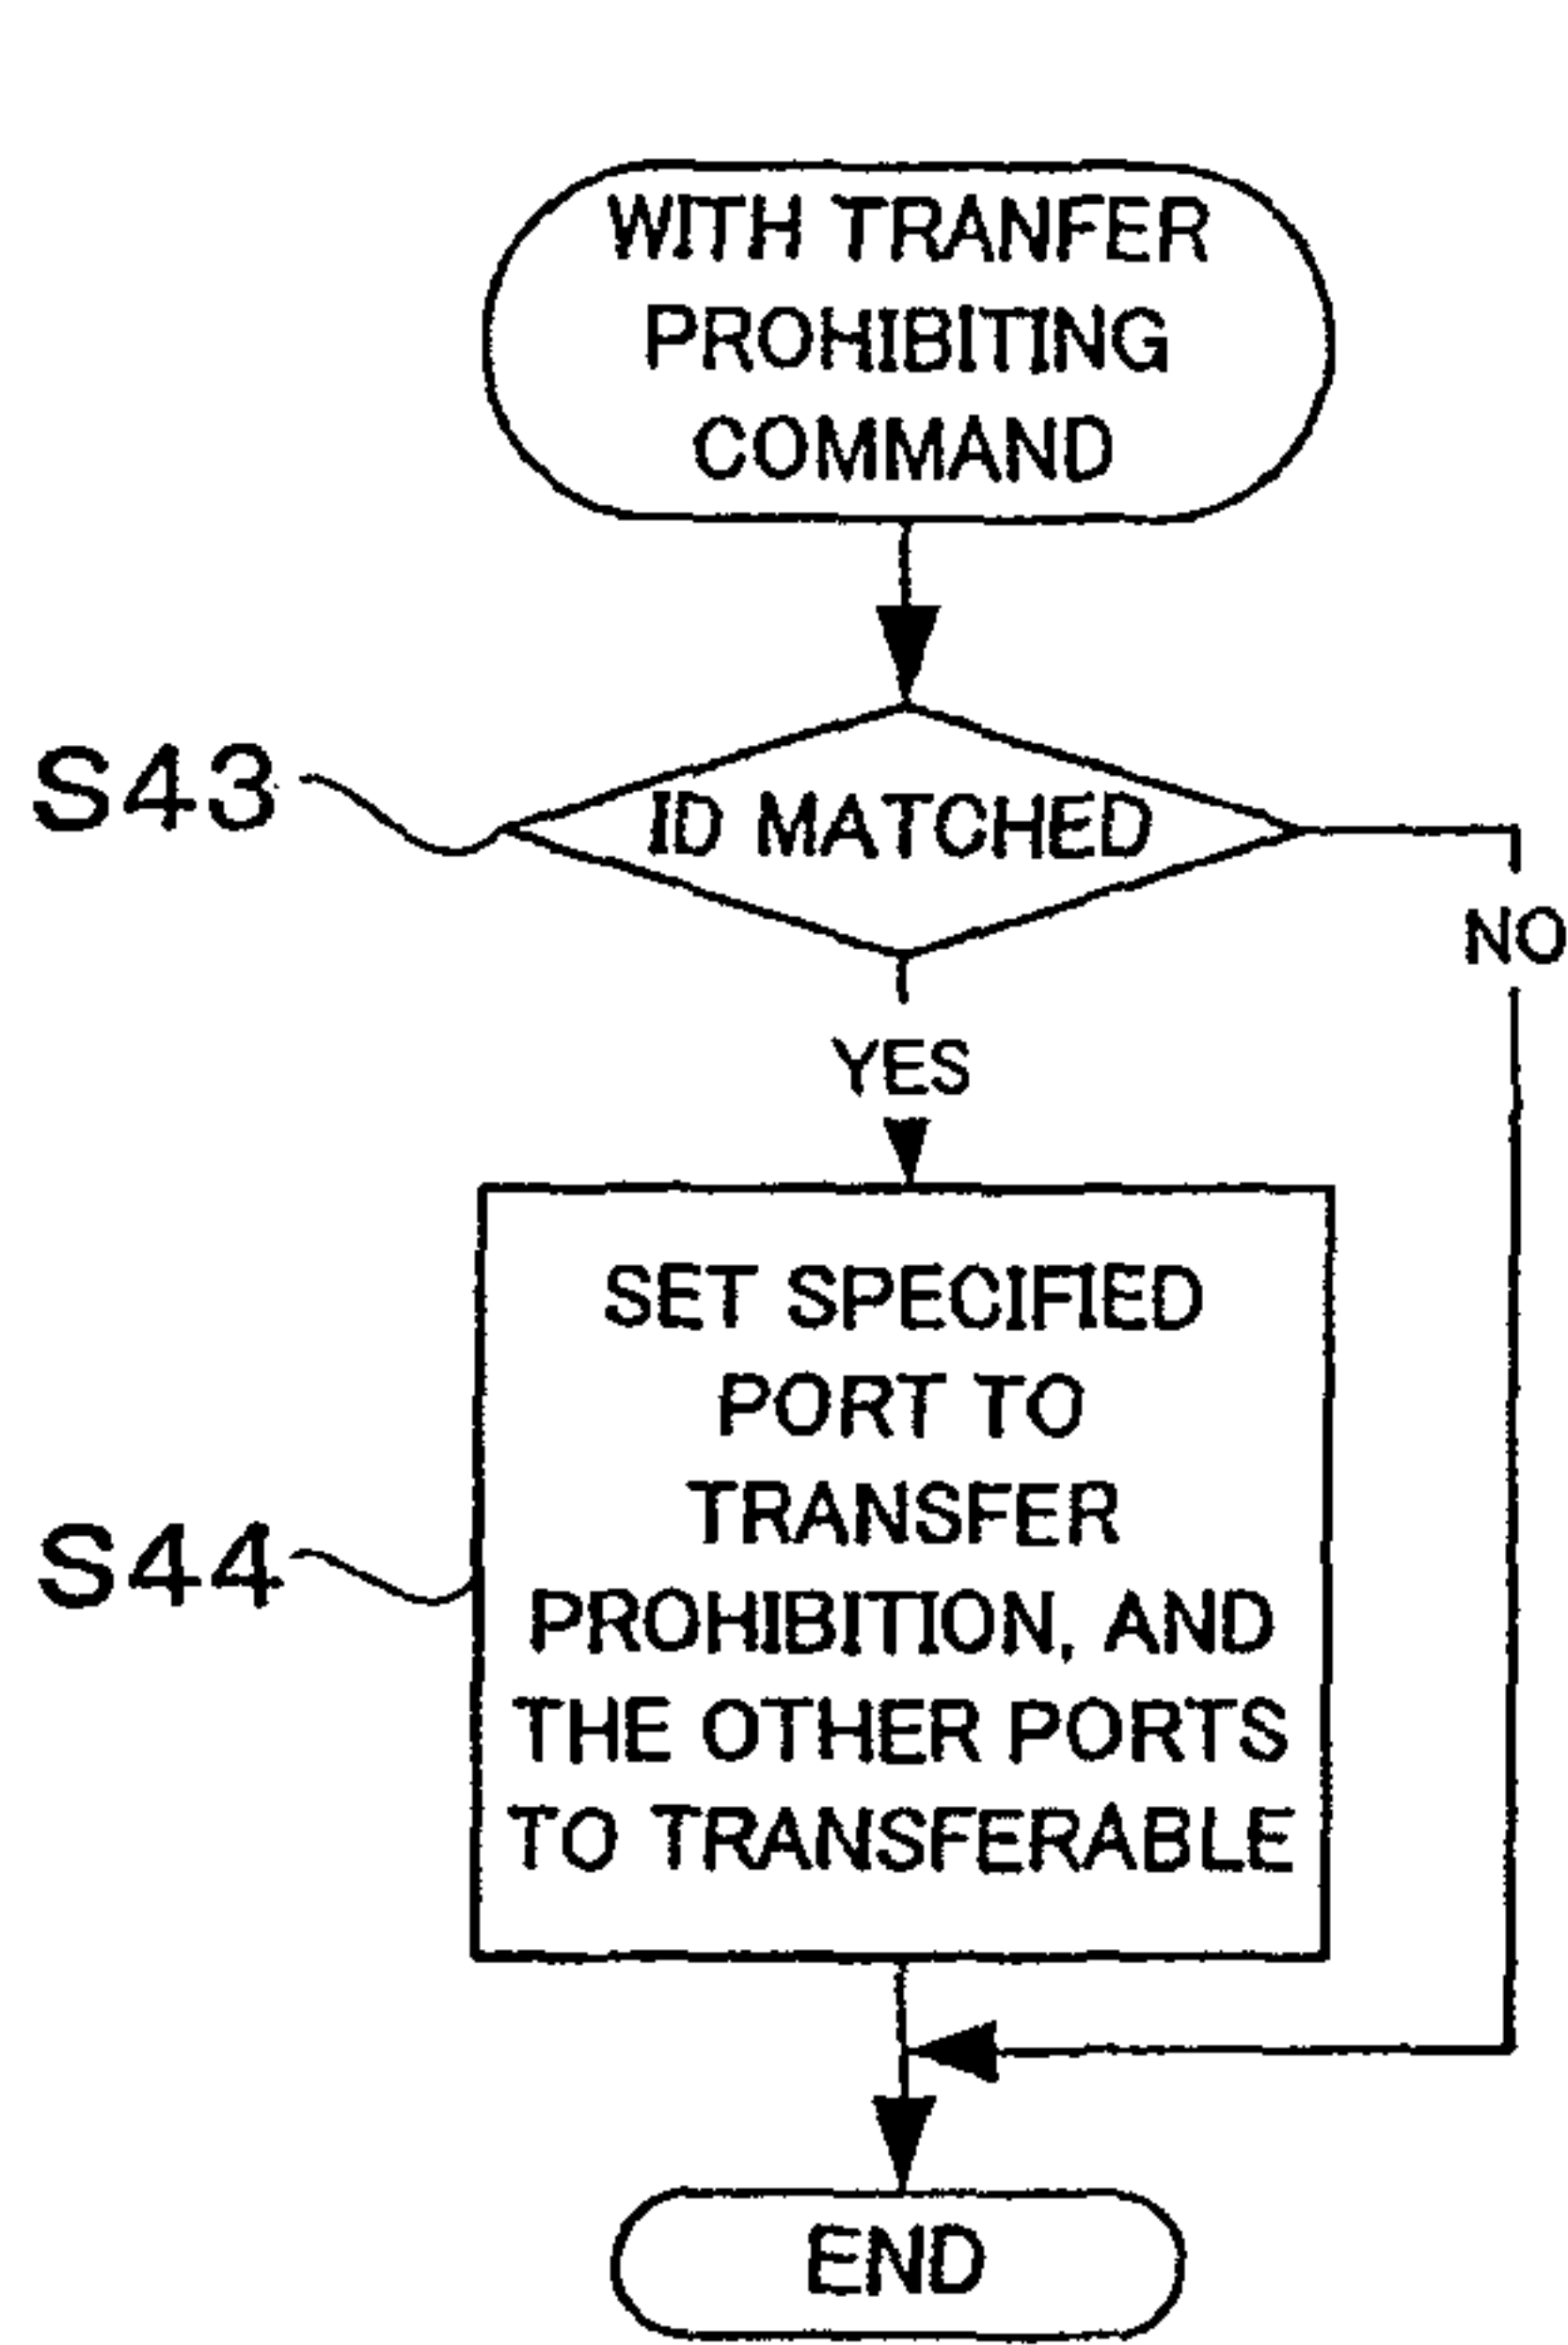 WITH TRANFER
PROHIBITING
COMMAND
S43
ID MATCHED
NO
YES
SET SPECIFIED
PORT TO
TRANSFER
S44
PROHIBITION, AND
THE OTHER PORTS
TO TRANSFERABLE
END